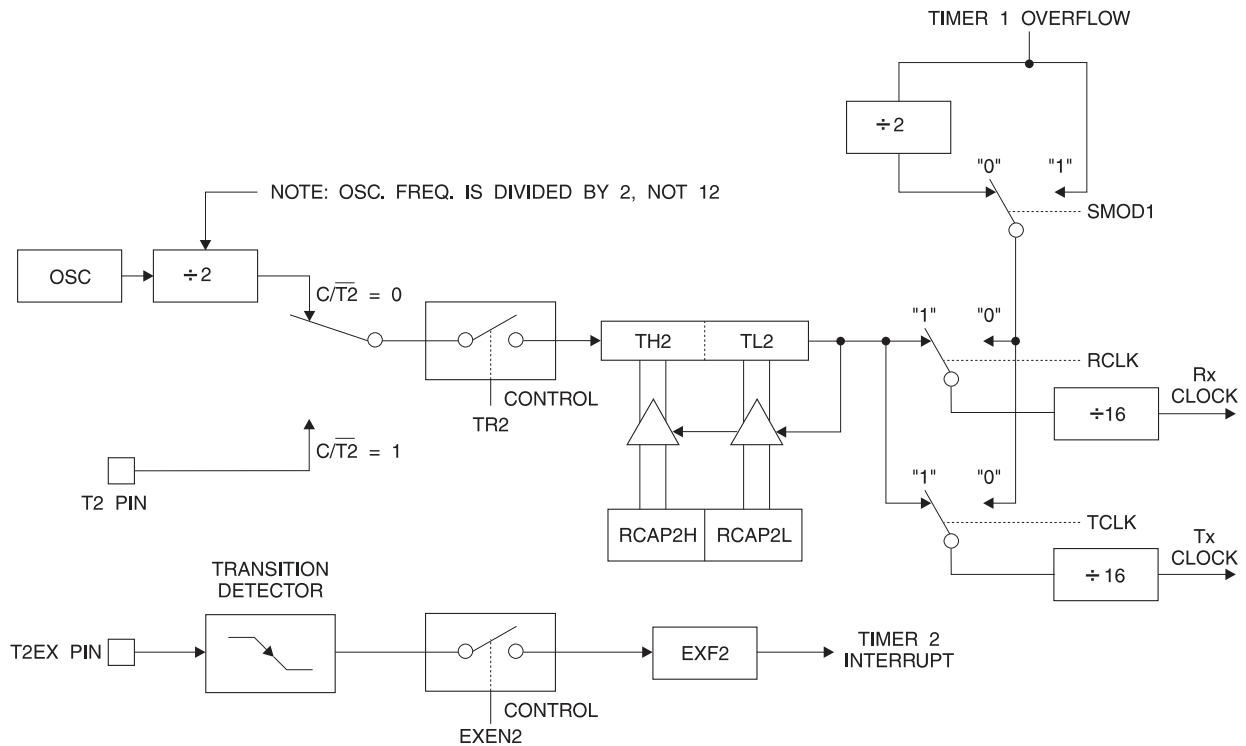 TIMER 1 OVERFLOW
÷2
"0"
"1"
NOTE: OSC. FREQ. IS DIVIDED BY 2, NOT 12
SMOD1
OSC
÷2
C/T2̅ = 0
"1"
"0"
TH2
TL2
RCLK
CONTROL
TR2
Rx
CLOCK
÷16
C/T2̅ = 1
T2 PIN
"1"
"0"
RCAP2H
RCAP2L
TCLK
Tx
CLOCK
÷16
TRANSITION
DETECTOR
T2EX PIN
EXF2
TIMER 2
INTERRUPT
CONTROL
EXEN2